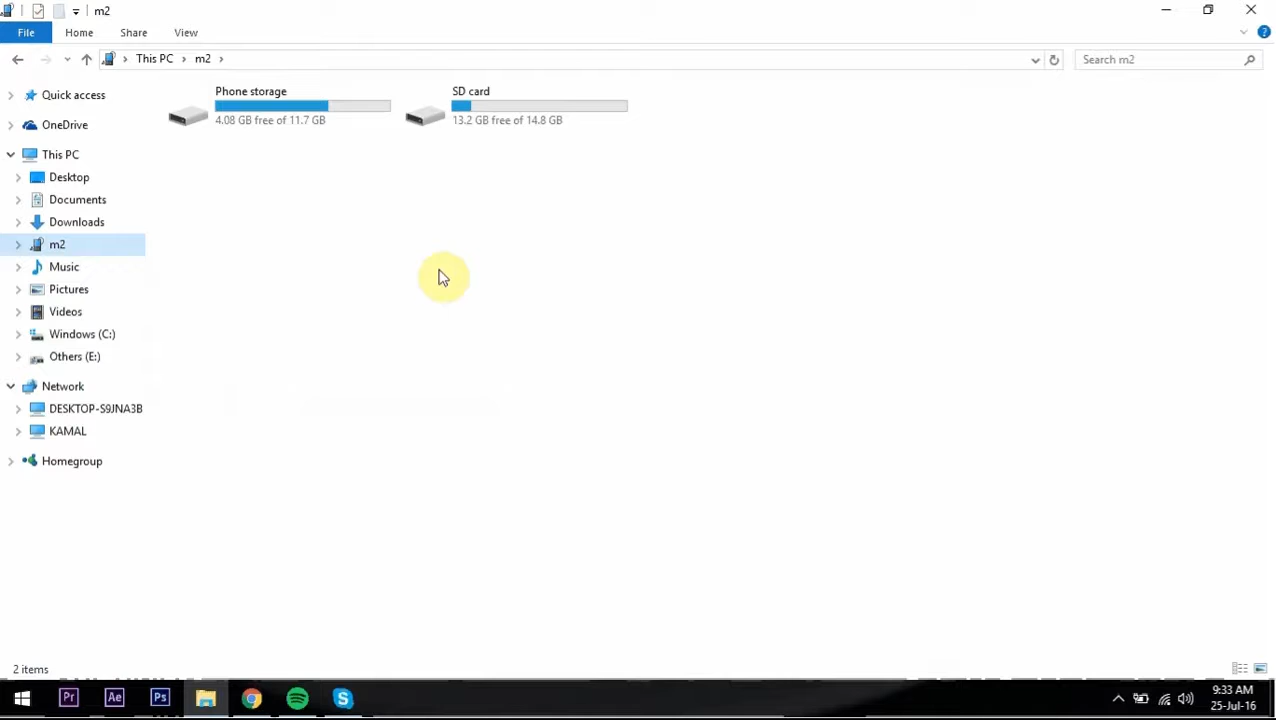 m2
File Home Share View
This PC m2
Search m2
Quick access
OneDrive
This PC
Desktop
Documents
Downloads
m2
Music
Pictures
Videos
Windows (C:)
Others (E:)
Network
DESKTOP-S9JNA3B
KAMAL
Homegroup
Phone storage
4.08 GB free of 11.7 GB
SD card
13.2 GB free of 14.8 GB
2 items
Pr Ae Ps
9:33 AM
25-Jul-16